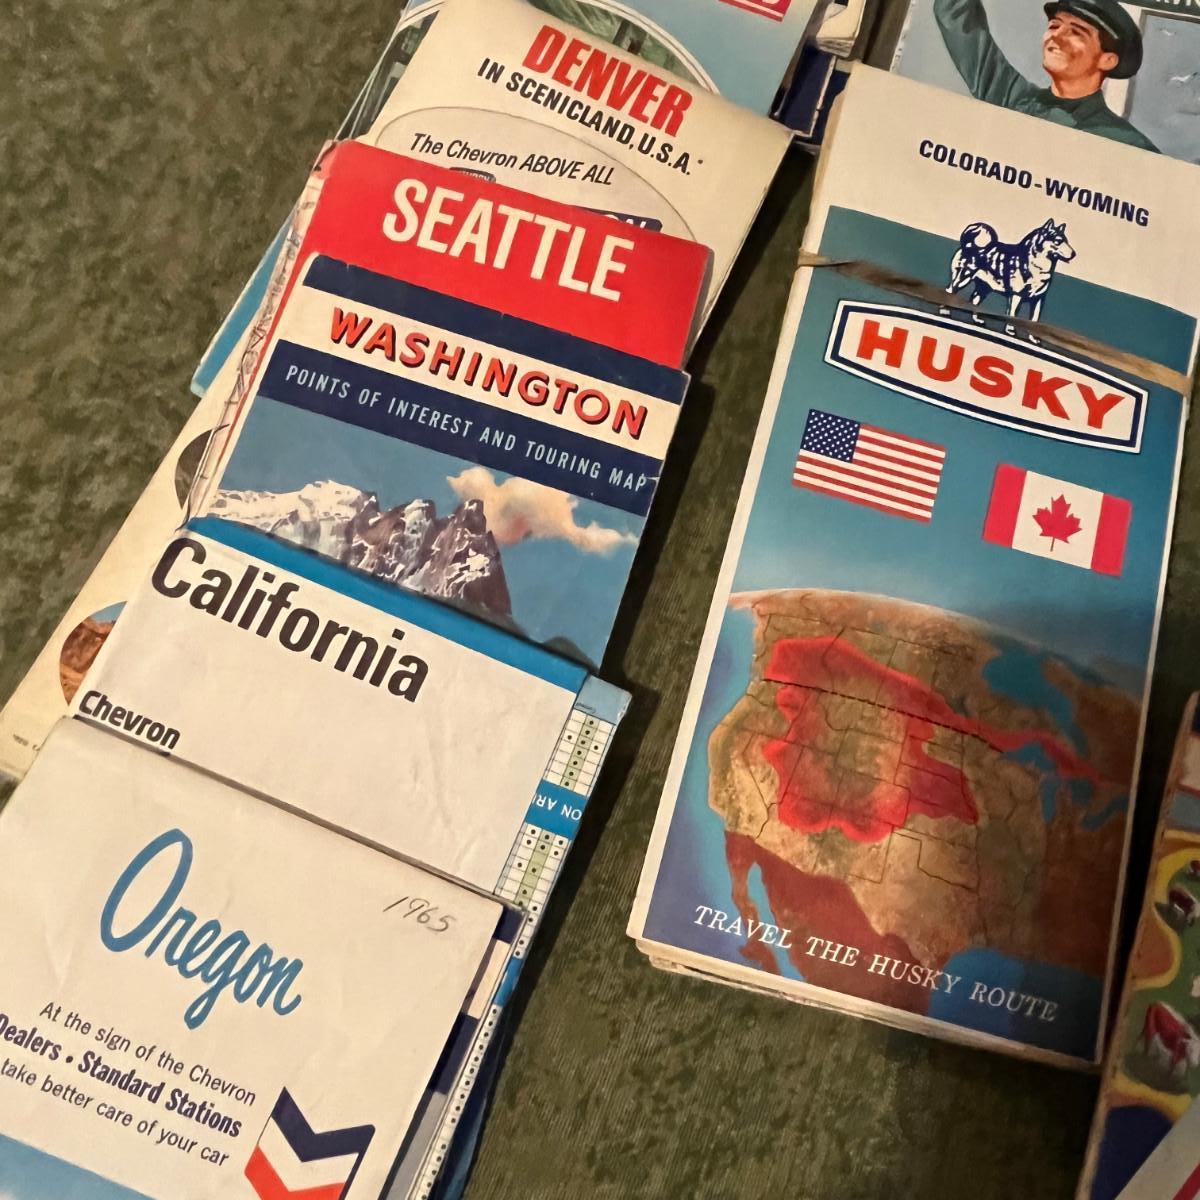 DENVER
IN SCENICLAND, U.S.A.
The Chevron ABOVE ALL
SEATTLE
WASHINGTON
POINTS OF INTEREST AND TOURING MAP
California
Chevron
Oregon
1965
At the sign of the Chevron
Dealers • Standard Stations
take better care of your car
COLORADO-WYOMING
HUSKY
TRAVEL THE HUSKY ROUTE